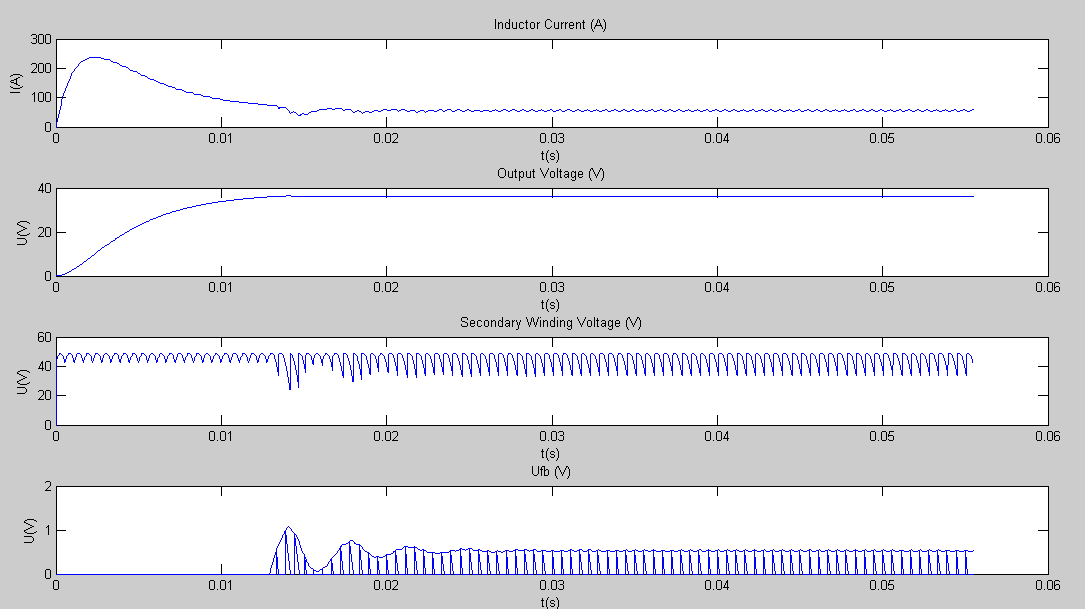 Inductor Current (A)
300
200
100
0
I(A)
0 0.01 0.02 0.03 0.04 0.05 0.06
t(s)
Output Voltage (V)
40
20
0
U(V)
0 0.01 0.02 0.03 0.04 0.05 0.06
t(s)
Secondary Winding Voltage (V)
60
40
20
0
U(V)
0 0.01 0.02 0.03 0.04 0.05 0.06
t(s)
Ufb (V)
2
1
0
U(V)
0 0.01 0.02 0.03 0.04 0.05 0.06
t(s)